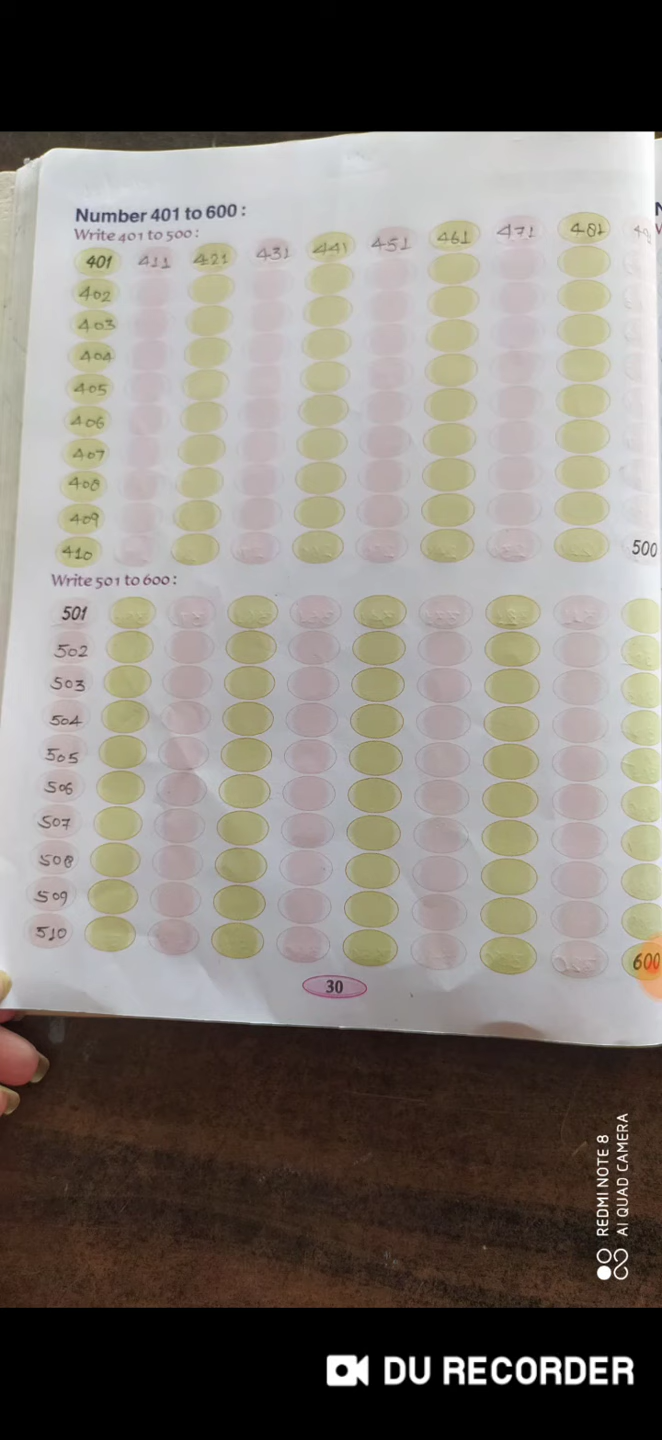 Number 401 to 600 :
Write 401 to 500 :
401 411 421 431 441 451 461 471 481
402
403
404
405
406
407
408
409
410 500
Write 501 to 600 :
501
502
503
504
505
506
507
508
509
510 600
30
REDMI NOTE 8
AI QUAD CAMERA
DU RECORDER